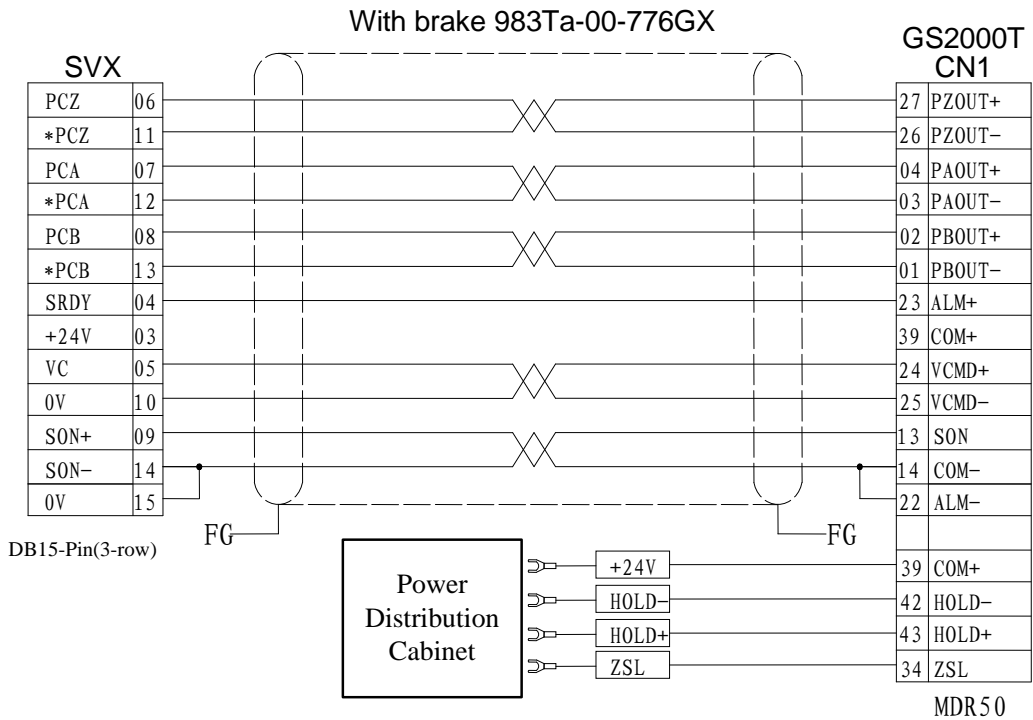 With brake 983Ta-00-776GX
SVX
GS2000T
CN1
PCZ 06 27 PZOUT+
*PCZ 11 26 PZOUT-
PCA 07 04 PAOUT+
*PCA 12 03 PAOUT-
PCB 08 02 PBOUT+
*PCB 13 01 PBOUT-
SRDY 04 23 ALM+
+24V 03 39 COM+
VC 05 24 VCMD+
0V 10 25 VCMD-
SON+ 09 13 SON
SON- 14 14 COM-
0V 15 22 ALM-
FG FG
DB15-Pin(3-row)
Power
Distribution
Cabinet
+24V 39 COM+
HOLD- 42 HOLD-
HOLD+ 43 HOLD+
ZSL 34 ZSL
MDR50